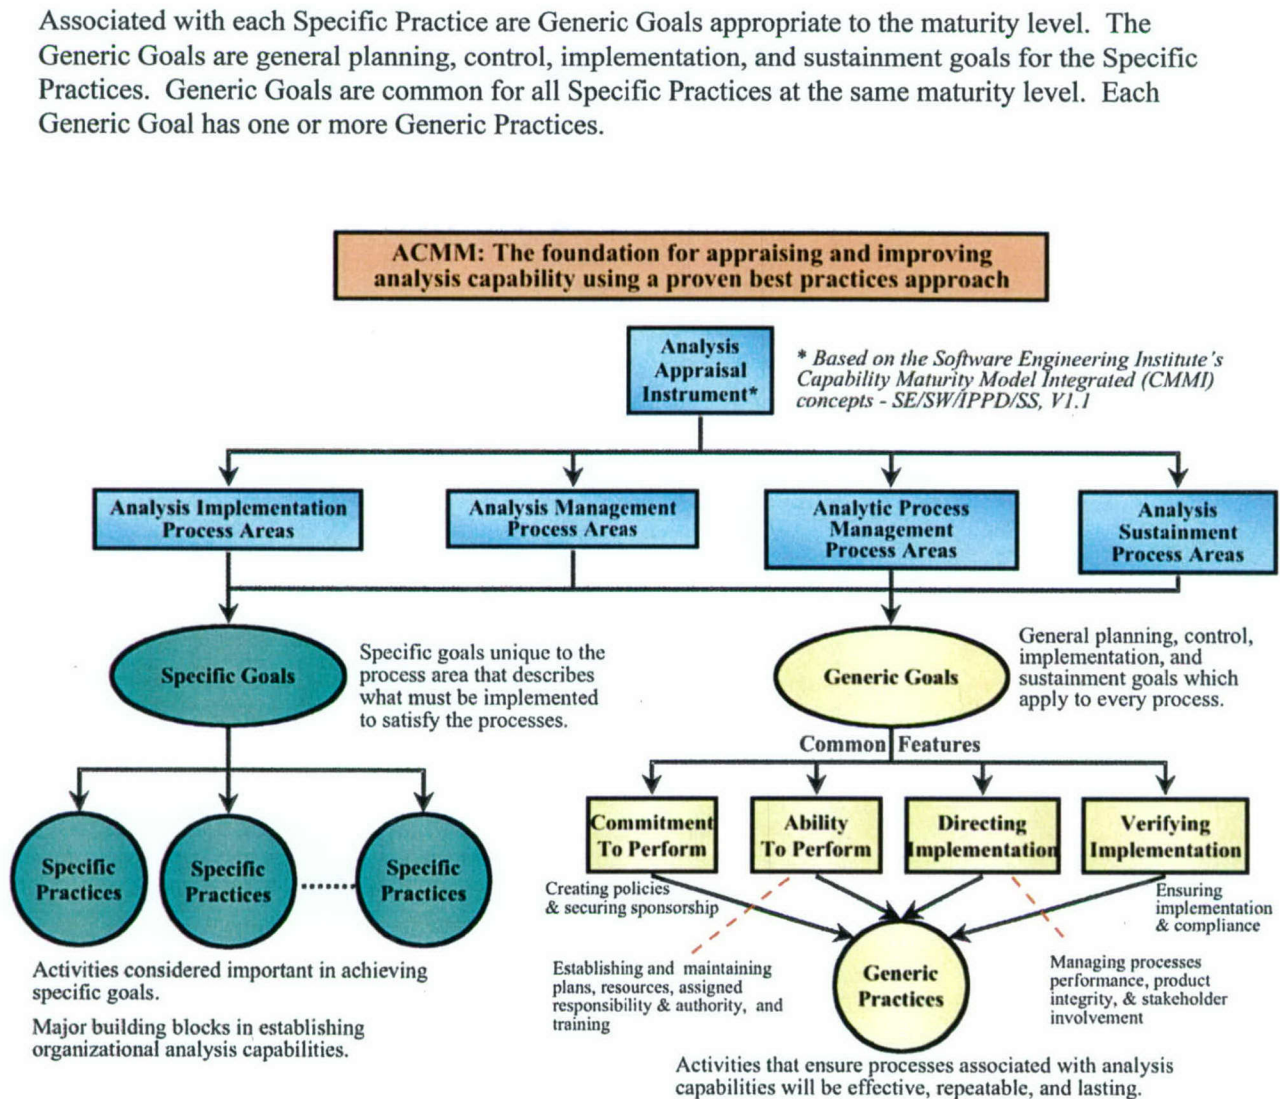 Associated with each Specific Practice are Generic Goals appropriate to the maturity level.  The
Generic Goals are general planning, control, implementation, and sustainment goals for the Specific
Practices.  Generic Goals are common for all Specific Practices at the same maturity level.  Each
Generic Goal has one or more Generic Practices.
ACMM: The foundation for appraising and improving
analysis capability using a proven best practices approach
Analysis
Appraisal
Instrument*
* Based on the Software Engineering Institute's
Capability Maturity Model Integrated (CMMI)
concepts - SE/SW/IPPD/SS, V1.1
Analysis Implementation
Process Areas
Analysis Management
Process Areas
Analytic Process
Management
Process Areas
Analysis
Sustainment
Process Areas
Specific Goals
Specific goals unique to the
process area that describes
what must be implemented
to satisfy the processes.
Generic Goals
General planning, control,
implementation, and
sustainment goals which
apply to every process.
Common Features
Specific
Practices
Specific
Practices
Specific
Practices
Commitment
To Perform
Ability
To Perform
Directing
Implementation
Verifying
Implementation
Creating policies
& securing sponsorship
Ensuring
implementation
& compliance
Establishing and  maintaining
plans, resources, assigned
responsibility & authority,  and
training
Generic
Practices
Managing processes
performance, product
integrity, & stakeholder
involvement
Activities considered important in achieving
specific goals.
Major building blocks in establishing
organizational analysis capabilities.
Activities that ensure processes associated with analysis
capabilities will be effective, repeatable, and lasting.